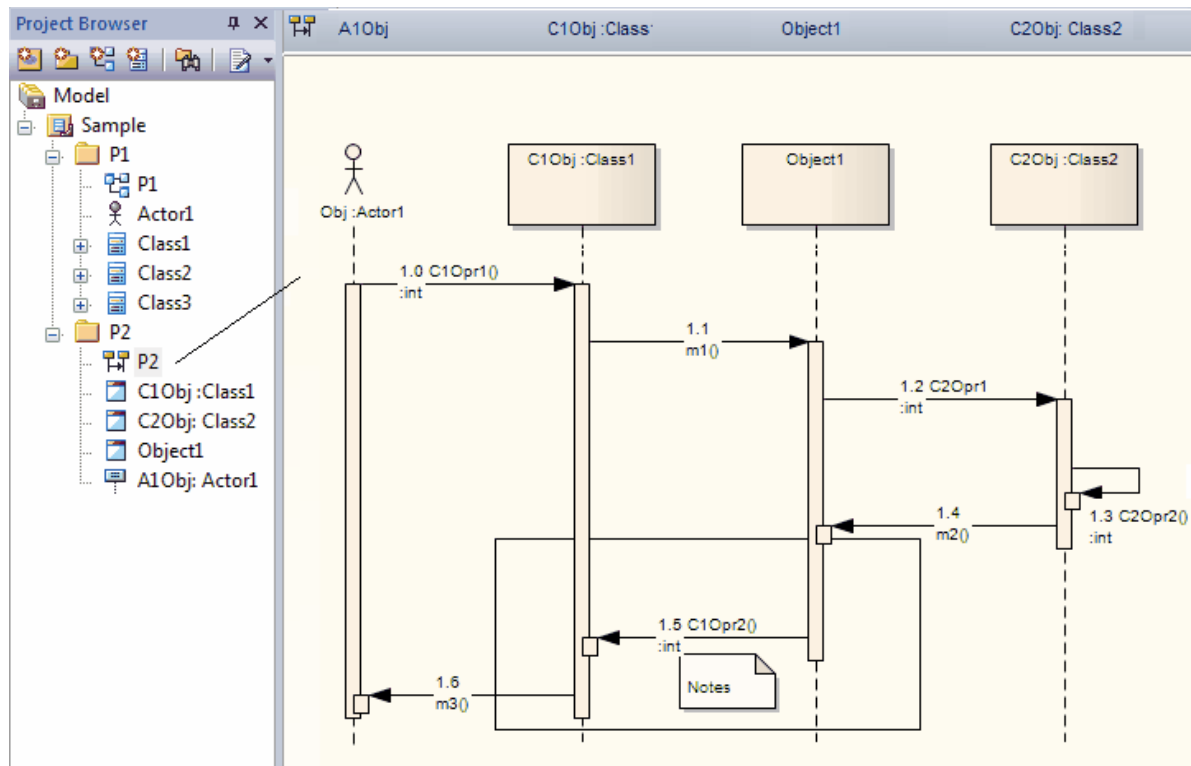 Project Browser
Model
Sample
P1
P1
Actor1
Class1
Class2
Class3
P2
P2
C1Obj :Class1
C2Obj: Class2
Object1
A1Obj: Actor1
A1Obj C1Obj :Class Object1 C2Obj: Class2
Obj :Actor1
C1Obj :Class1
Object1
C2Obj :Class2
1.0 C1Opr1()
:int
1.1
m1()
1.2 C2Opr1
:int
1.3 C2Opr2()
:int
1.4
m2()
1.5 C1Opr2()
:int
Notes
1.6
m3()